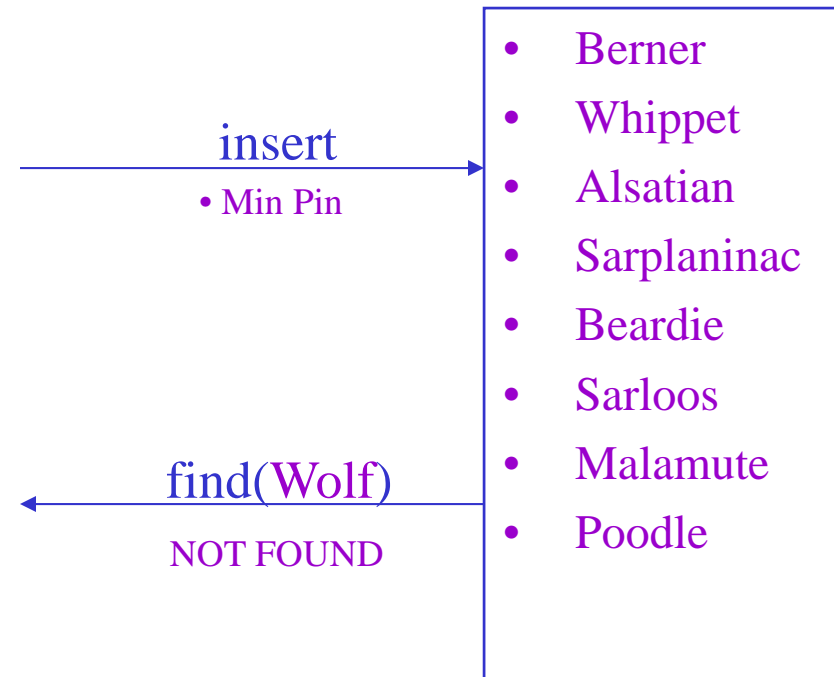 insert
• Min Pin
find(Wolf)
NOT FOUND
• Berner
• Whippet
• Alsatian
• Sarplaninac
• Beardie
• Sarloos
• Malamute
• Poodle